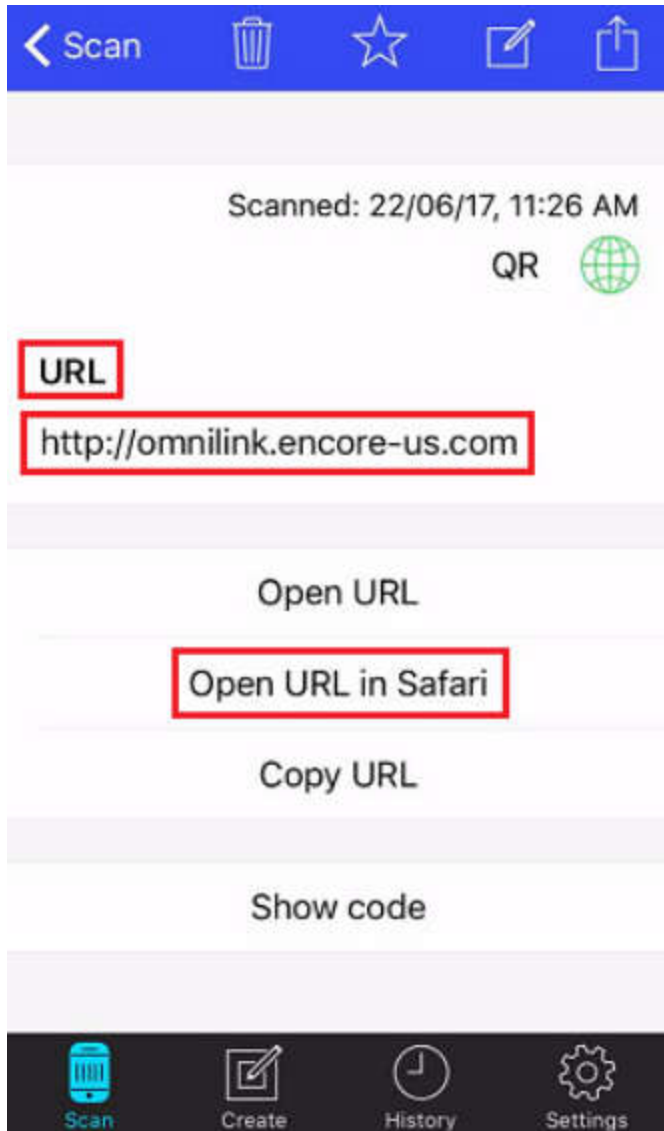 Scan
Scanned: 22/06/17, 11:26 AM
QR
URL
http://omnilink.encore-us.com
Open URL
Open URL in Safari
Copy URL
Show code
Scan Create History Settings